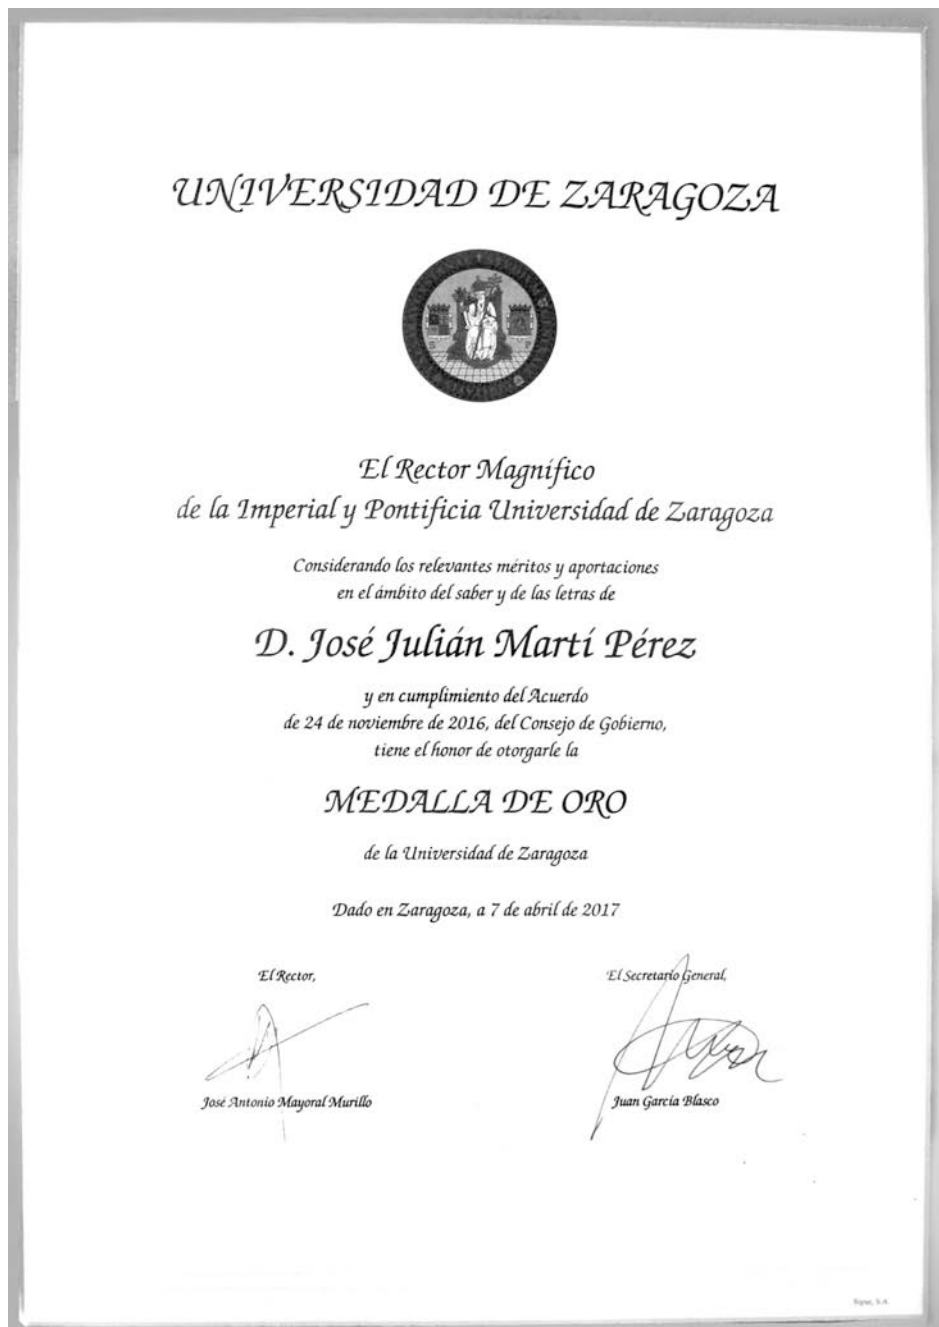 UNIVERSIDAD DE ZARAGOZA
El Rector Magnífico
de la Imperial y Pontificia Universidad de Zaragoza
Considerando los relevantes méritos y aportaciones
en el ámbito del saber y de las letras de
D. José Julián Martí Pérez
y en cumplimiento del Acuerdo
de 24 de noviembre de 2016, del Consejo de Gobierno,
tiene el honor de otorgarle la
MEDALLA DE ORO
de la Universidad de Zaragoza
Dado en Zaragoza, a 7 de abril de 2017
El Rector,
El Secretario General,
José Antonio Mayoral Murillo
Juan García Blasco